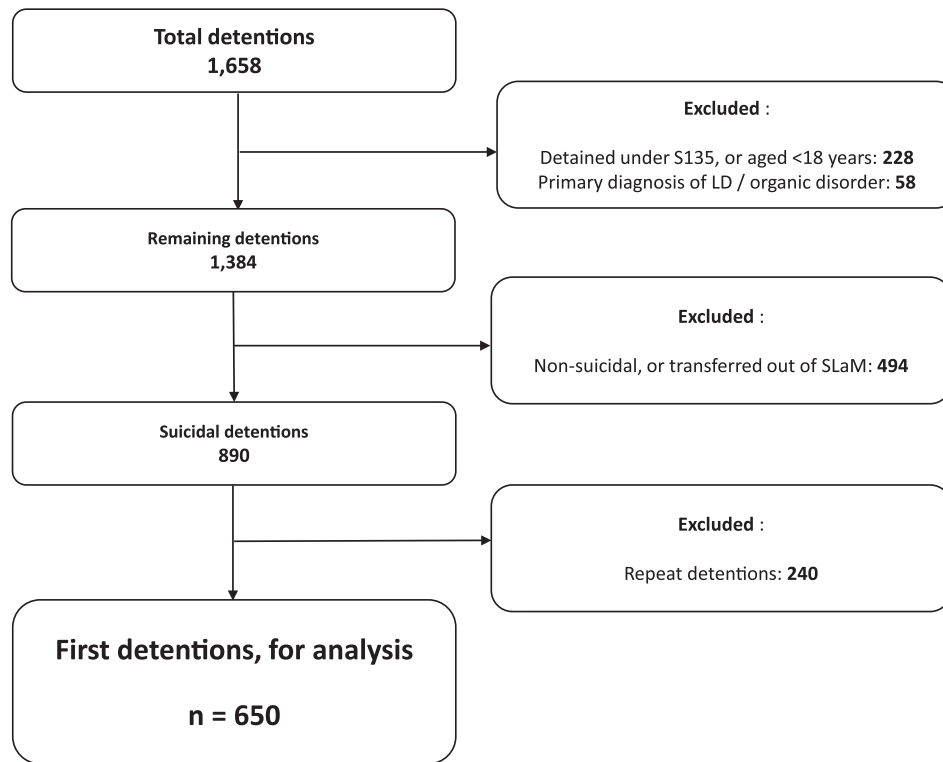 Total detentions
1,658
Excluded :
Detained under S135, or aged <18 years: 228
Primary diagnosis of LD / organic disorder: 58
Remaining detentions
1,384
Excluded :
Non-suicidal, or transferred out of SLaM: 494
Suicidal detentions
890
Excluded :
Repeat detentions: 240
First detentions, for analysis
n = 650